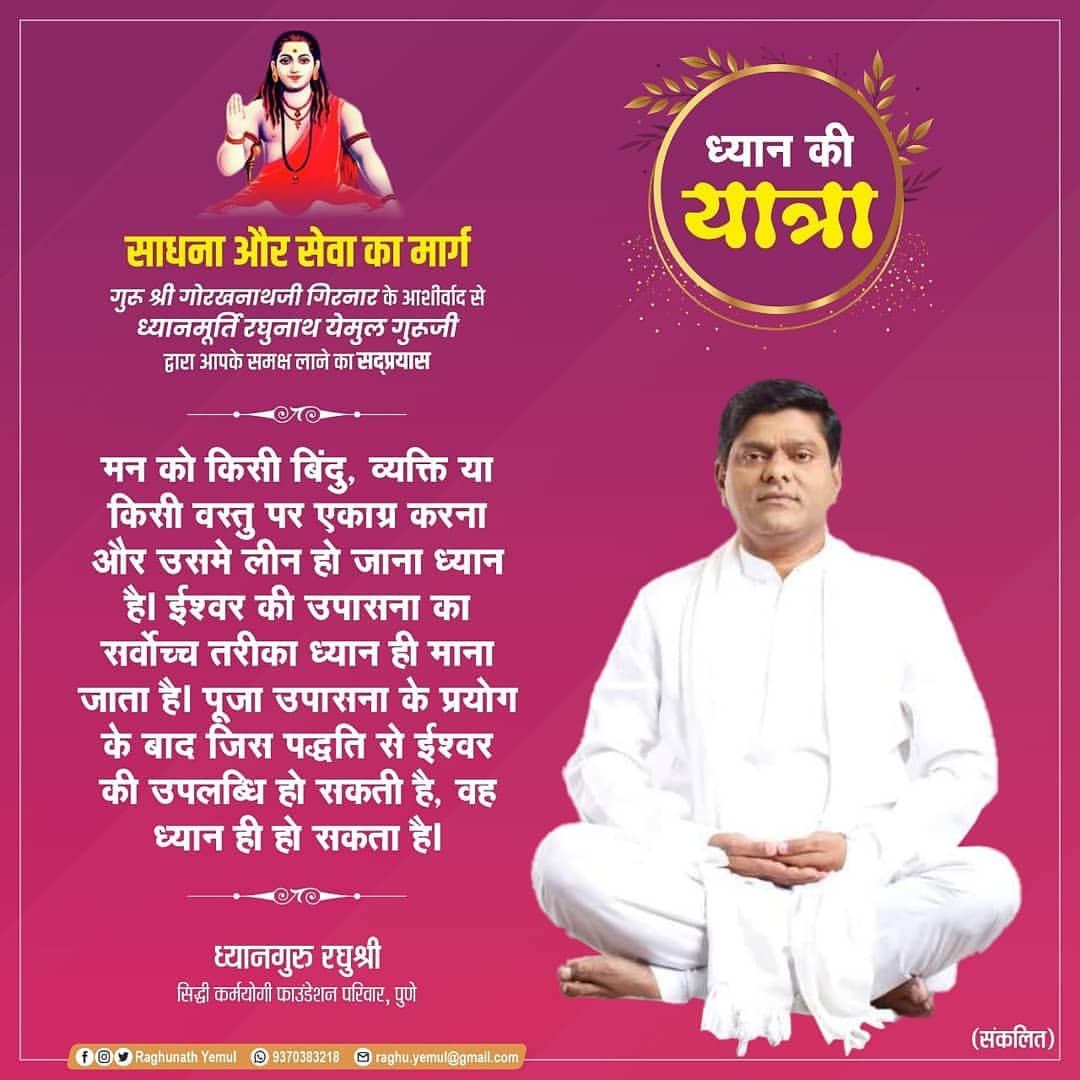 ध्यान की
यात्रा
साधना और सेवा का मार्ग
गुरु श्री गोरखनाथजी गिरनार के आशीर्वाद से
ध्यानमूर्ति रघुनाथ येमुल गुरूजी
द्वारा आपके समक्ष लाने का सद्प्रयास
मन को किसी बिंदु, व्यक्ति या
किसी वस्तु पर एकाग्र करना
और उसमे लीन हो जाना ध्यान
है। ईश्वर की उपासना का
सर्वोच्च तरीका ध्यान ही माना
जाता है। पूजा उपासना के प्रयोग
के बाद जिस पद्धति से ईश्वर
की उपलब्धि हो सकती है, वह
ध्यान ही हो सकता है।
ध्यानगुरु रघुश्री
सिद्धी कर्मयोगी फाउंडेशन परिवार, पुणे
Raghunath Yemul 9370383218 raghu.yemul@gmail.com
(संकलित)